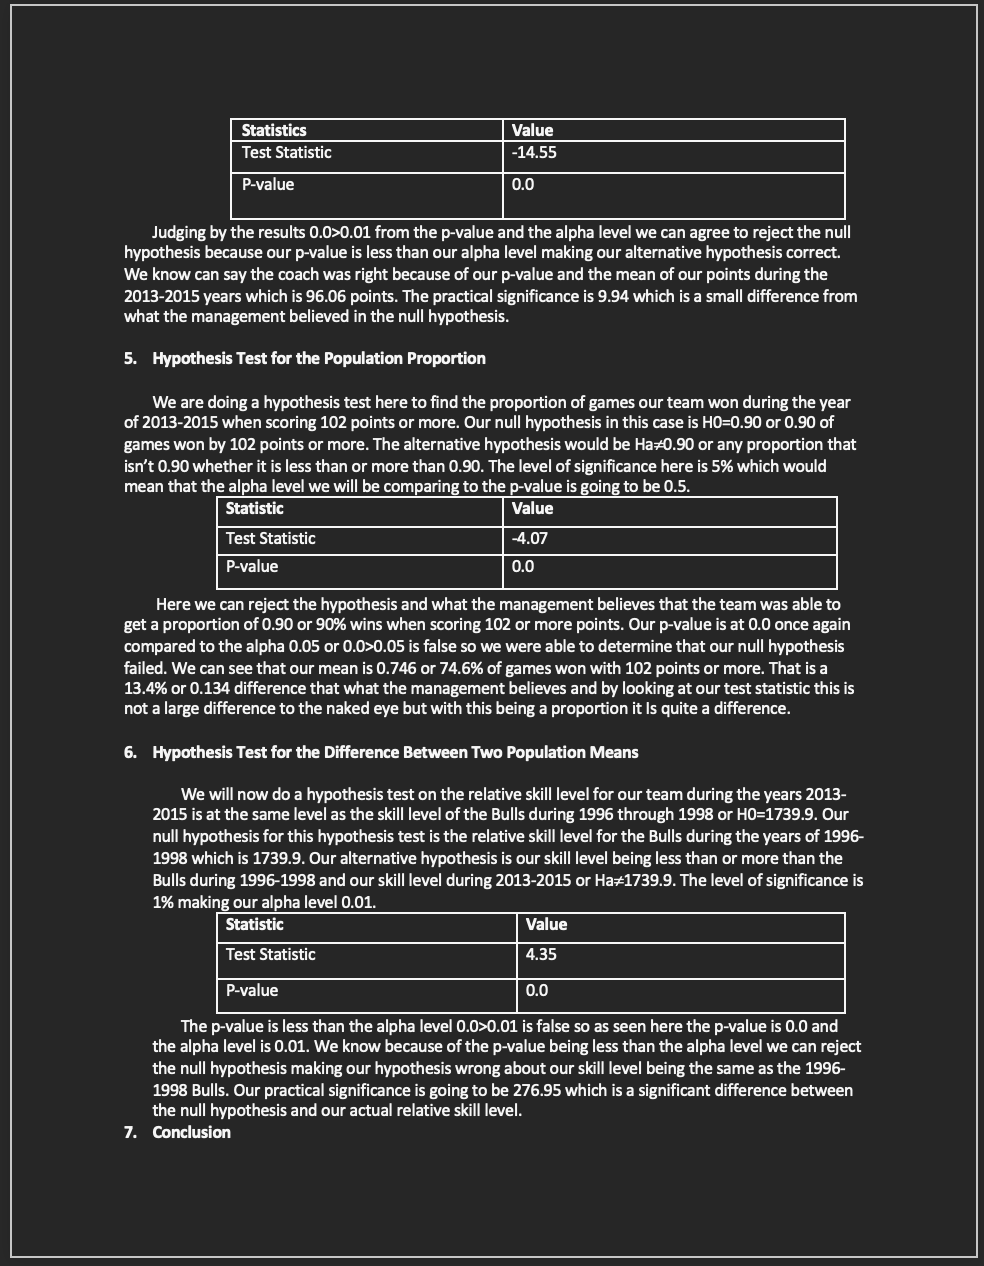 Statistics Value
Test Statistic -14.55
P-value 0.0
Judging by the results 0.0>0.01 from the p-value and the alpha level we can agree to reject the null
hypothesis because our p-value is less than our alpha level making our alternative hypothesis correct.
We know can say the coach was right because of our p-value and the mean of our points during the
2013-2015 years which is 96.06 points. The practical significance is 9.94 which is a small difference from
what the management believed in the null hypothesis.
5. Hypothesis Test for the Population Proportion
We are doing a hypothesis test here to find the proportion of games our team won during the year
of 2013-2015 when scoring 102 points or more. Our null hypothesis in this case is H0=0.90 or 0.90 of
games won by 102 points or more. The alternative hypothesis would be Ha≠0.90 or any proportion that
isn't 0.90 whether it is less than or more than 0.90. The level of significance here is 5% which would
mean that the alpha level we will be comparing to the p-value is going to be 0.5.
Statistic Value
Test Statistic -4.07
P-value 0.0
Here we can reject the hypothesis and what the management believes that the team was able to
get a proportion of 0.90 or 90% wins when scoring 102 or more points. Our p-value is at 0.0 once again
compared to the alpha 0.05 or 0.0>0.05 is false so we were able to determine that our null hypothesis
failed. We can see that our mean is 0.746 or 74.6% of games won with 102 points or more. That is a
13.4% or 0.134 difference that what the management believes and by looking at our test statistic this is
not a large difference to the naked eye but with this being a proportion it Is quite a difference.
6. Hypothesis Test for the Difference Between Two Population Means
We will now do a hypothesis test on the relative skill level for our team during the years 2013-
2015 is at the same level as the skill level of the Bulls during 1996 through 1998 or H0=1739.9. Our
null hypothesis for this hypothesis test is the relative skill level for the Bulls during the years of 1996-
1998 which is 1739.9. Our alternative hypothesis is our skill level being less than or more than the
Bulls during 1996-1998 and our skill level during 2013-2015 or Ha≠1739.9. The level of significance is
1% making our alpha level 0.01.
Statistic Value
Test Statistic 4.35
P-value 0.0
The p-value is less than the alpha level 0.0>0.01 is false so as seen here the p-value is 0.0 and
the alpha level is 0.01. We know because of the p-value being less than the alpha level we can reject
the null hypothesis making our hypothesis wrong about our skill level being the same as the 1996-
1998 Bulls. Our practical significance is going to be 276.95 which is a significant difference between
the null hypothesis and our actual relative skill level.
7. Conclusion